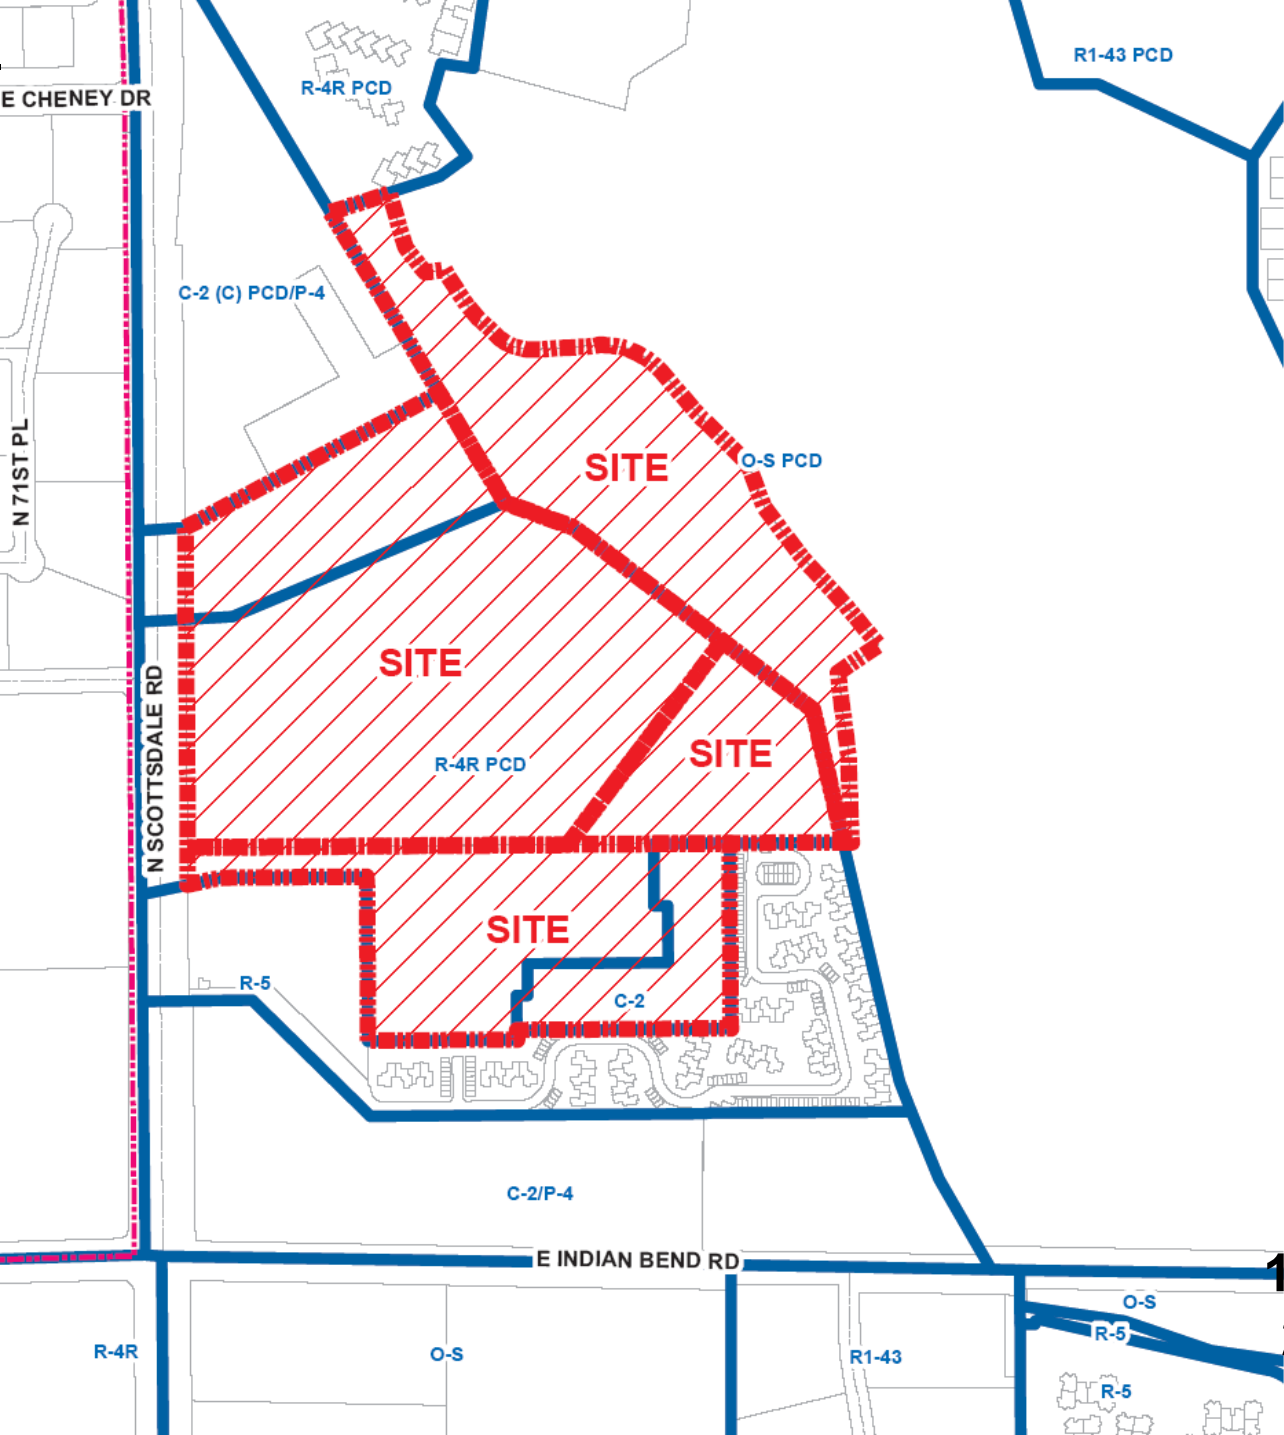 R1-43 PCD
R-4R PCD
E CHENEY DR
C-2 (C) PCD/P-4
N 71ST PL
SITE
O-S PCD
SITE
N SCOTTSDALE RD
SITE
R-4R PCD
SITE
R-5
C-2
C-2/P-4
E INDIAN BEND RD
1
O-S
R-5
R-4R
O-S
R1-43
R-5